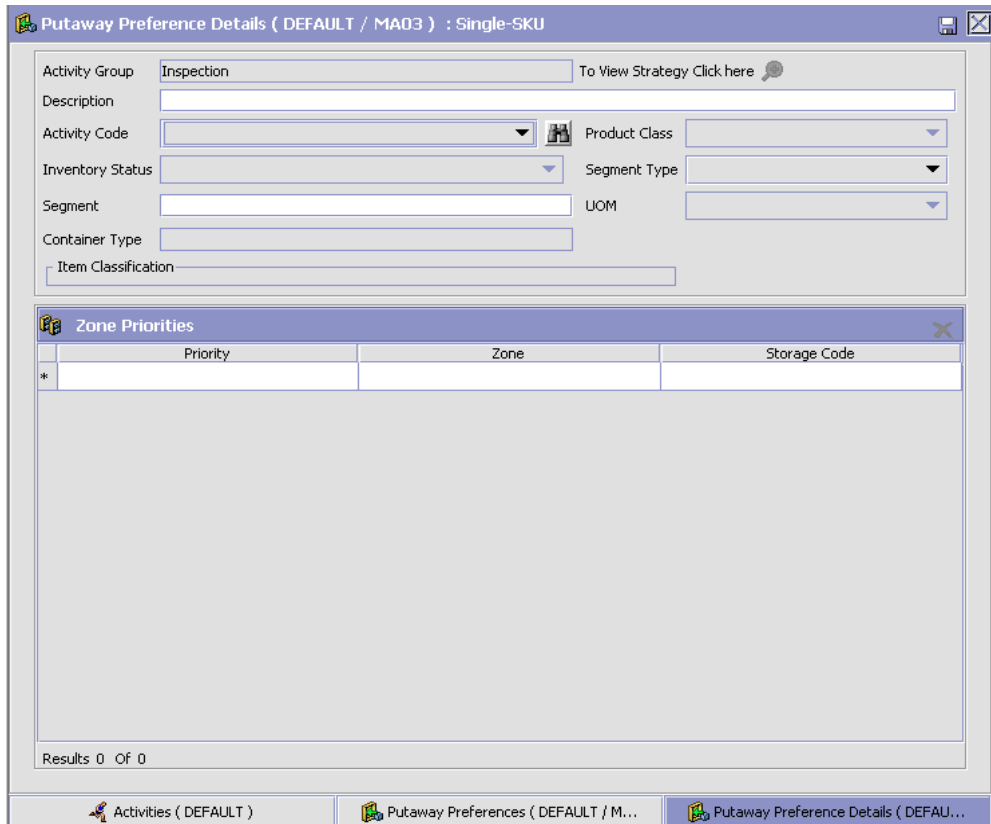 Putaway Preference Details ( DEFAULT / MA03 ) : Single-SKU
Activity Group Inspection To View Strategy Click here
Description
Activity Code Product Class
Inventory Status Segment Type
Segment UOM
Container Type
Item Classification
Zone Priorities
Priority Zone Storage Code
*
Results 0 Of 0
Activities ( DEFAULT ) Putaway Preferences ( DEFAULT / M... Putaway Preference Details ( DEFAU...